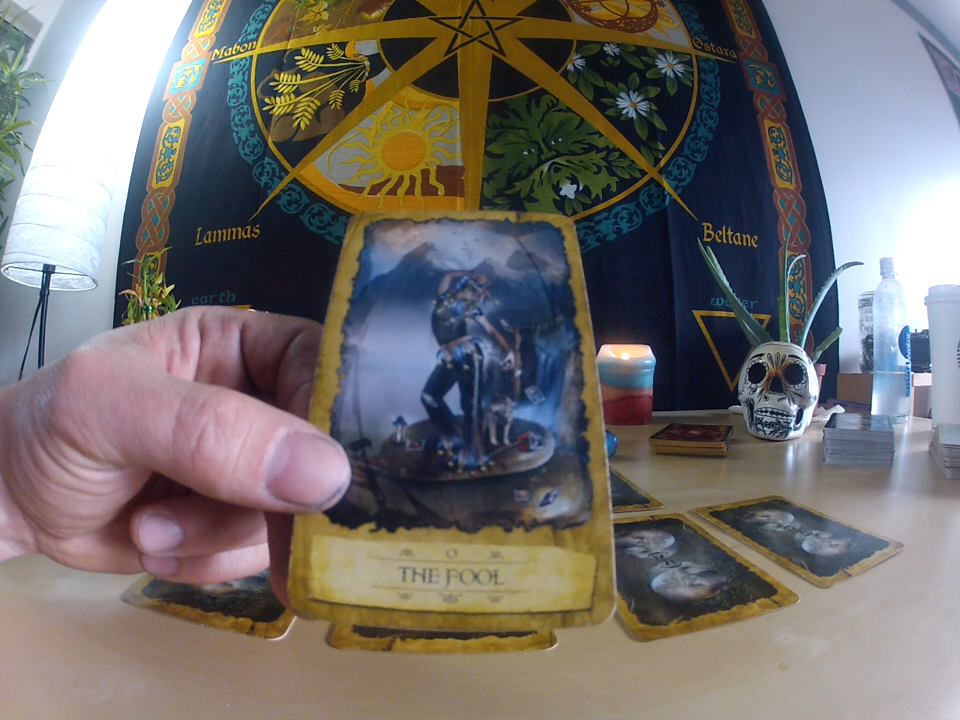 Mabon
Ostara
Lammas
Beltane
earth
water
0
THE FOOL